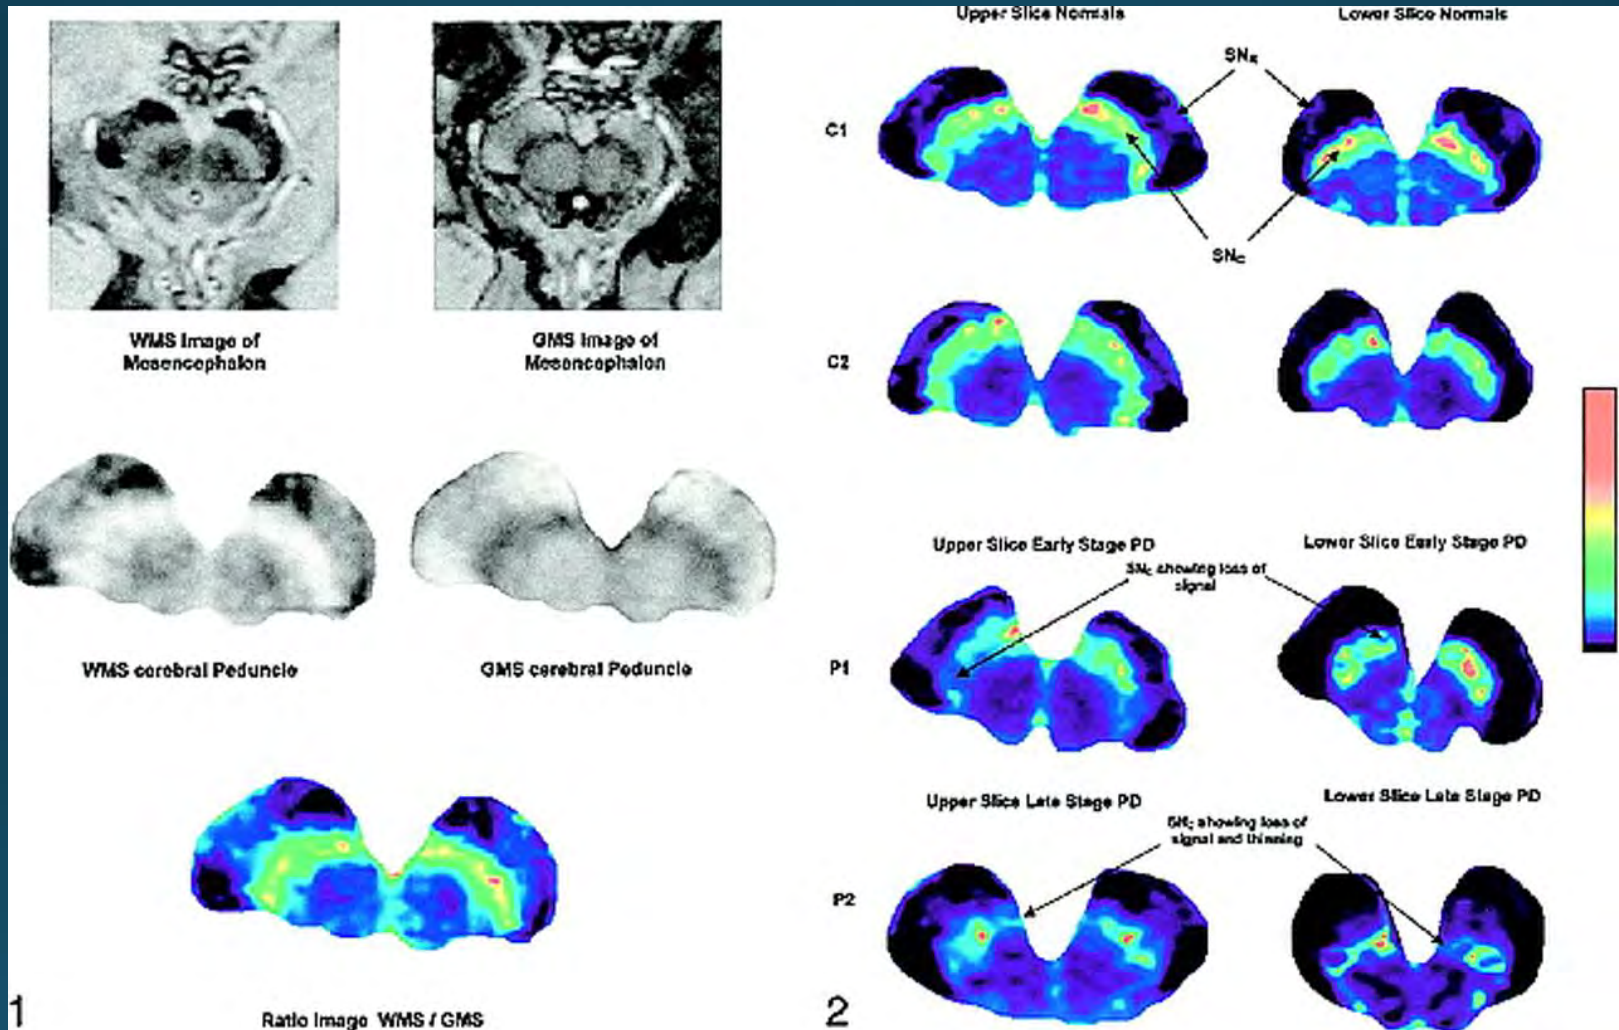 WMS Image of
Mesencephalon
GMS Image of
Mesencephalon
WMS cerebral Peduncle
GMS cerebral Peduncle
Ratio Image WMS / GMS
1
Upper Slice Normals
Lower Slice Normals
SNR
C1
SNC
C2
Upper Slice Early Stage PD
Lower Slice Early Stage PD
SNC showing loss of
signal
P1
Upper Slice Late Stage PD
Lower Slice Late Stage PD
SNC showing loss of
signal and thinning
P2
2